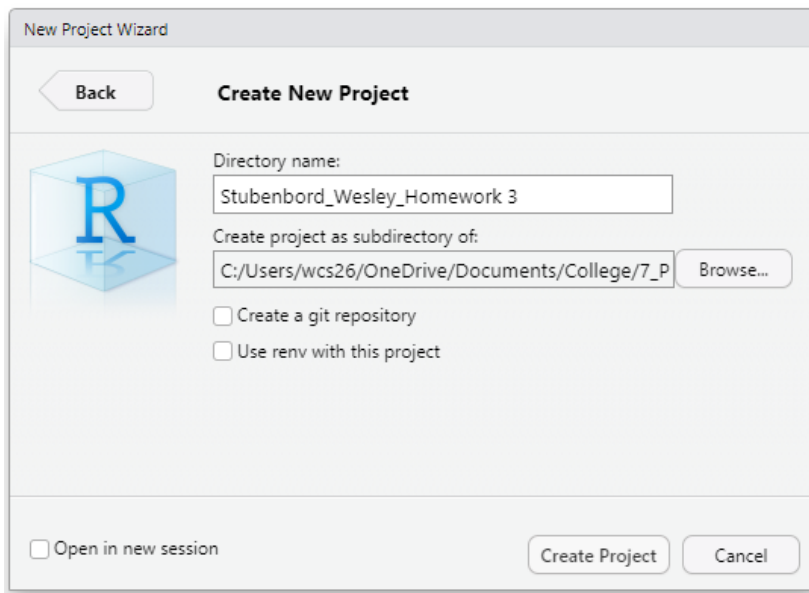 New Project Wizard
Back
Create New Project
R
Directory name:
Stubenbord_Wesley_Homework 3
Create project as subdirectory of:
C:/Users/wcs26/OneDrive/Documents/College/7_P
Browse...
Create a git repository
Use renv with this project
Open in new session
Create Project
Cancel